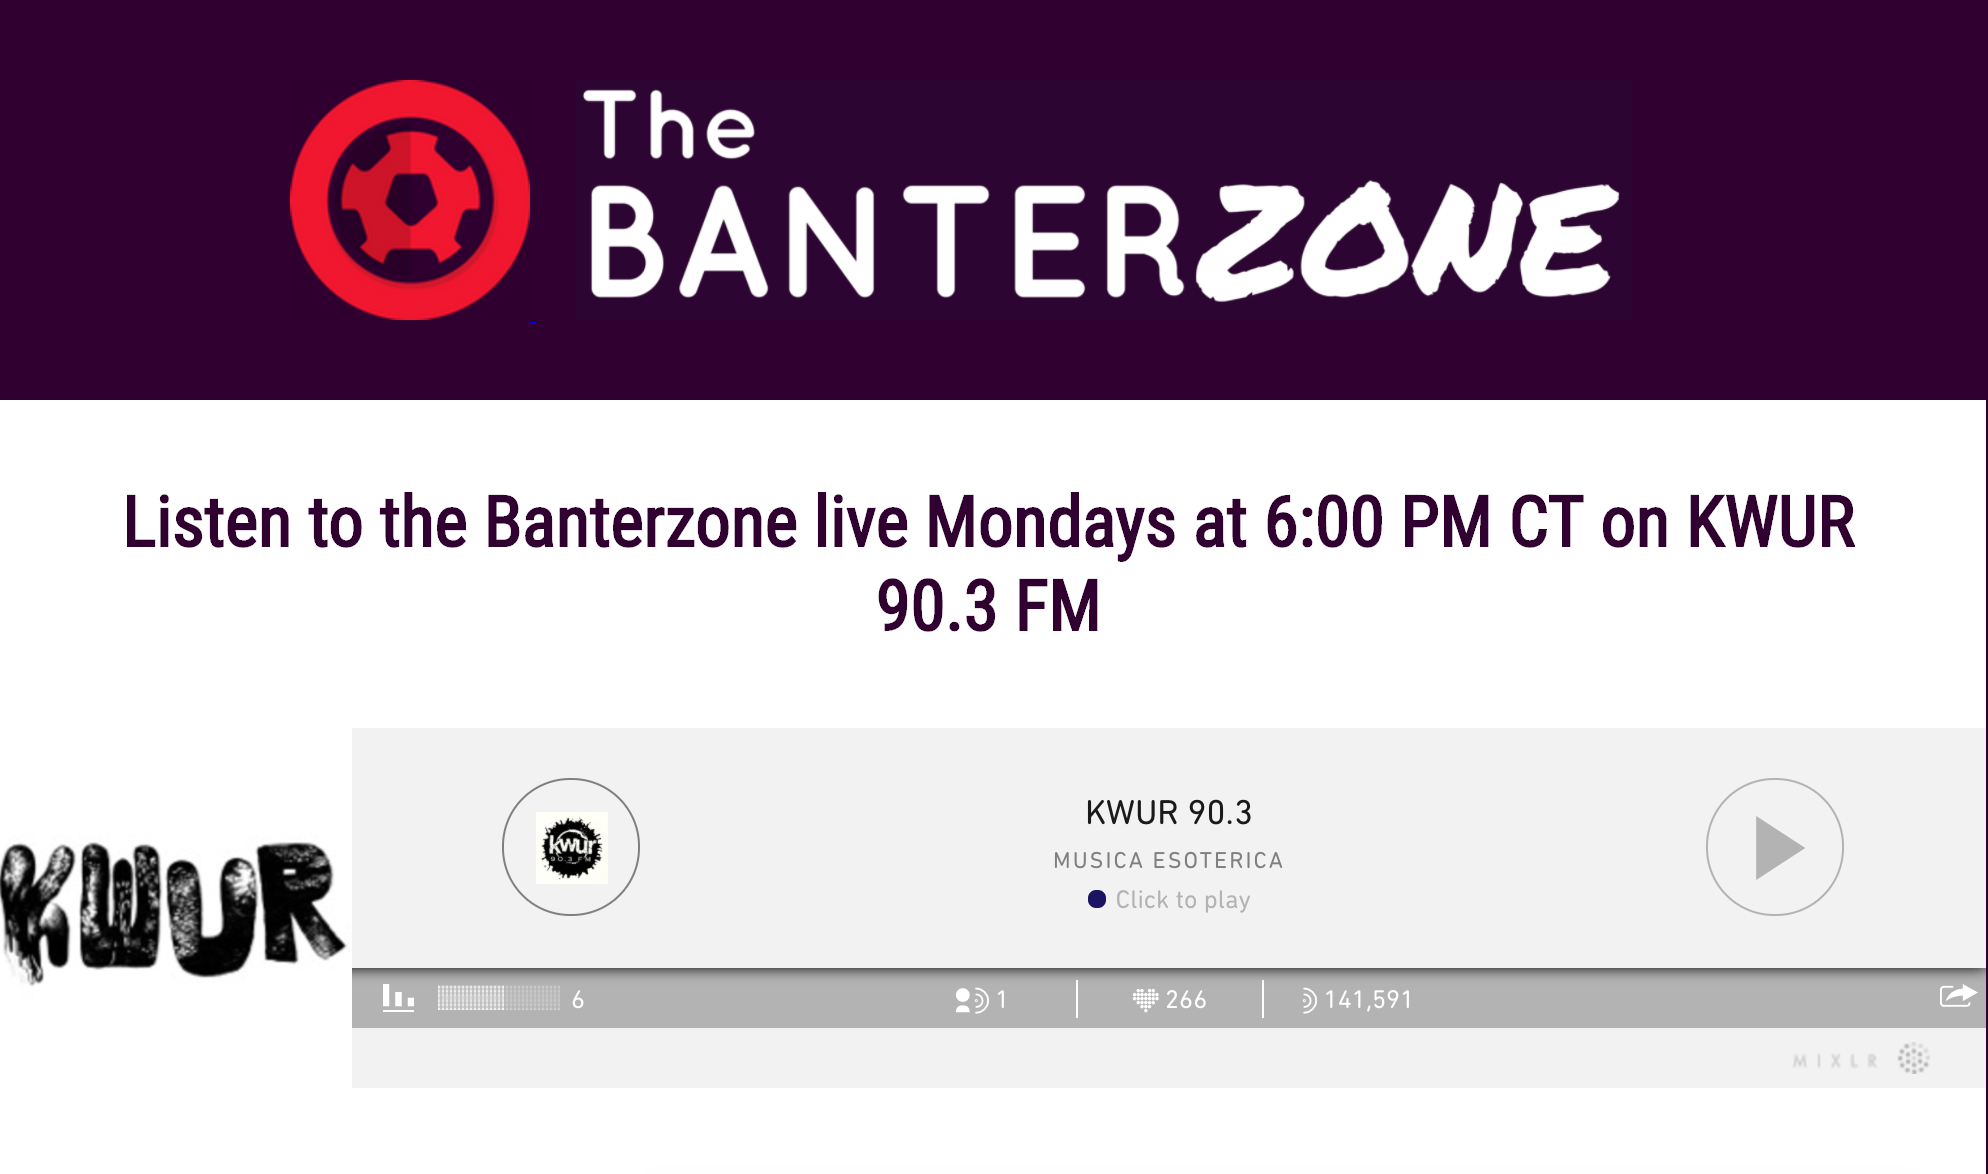 The
BANTERZONE
Listen to the Banterzone live Mondays at 6:00 PM CT on KWUR
90.3 FM
KWUR
kwur
90.3 FM
KWUR 90.3
MUSICA ESOTERICA
Click to play
6
1
266
141,591
MIXLR